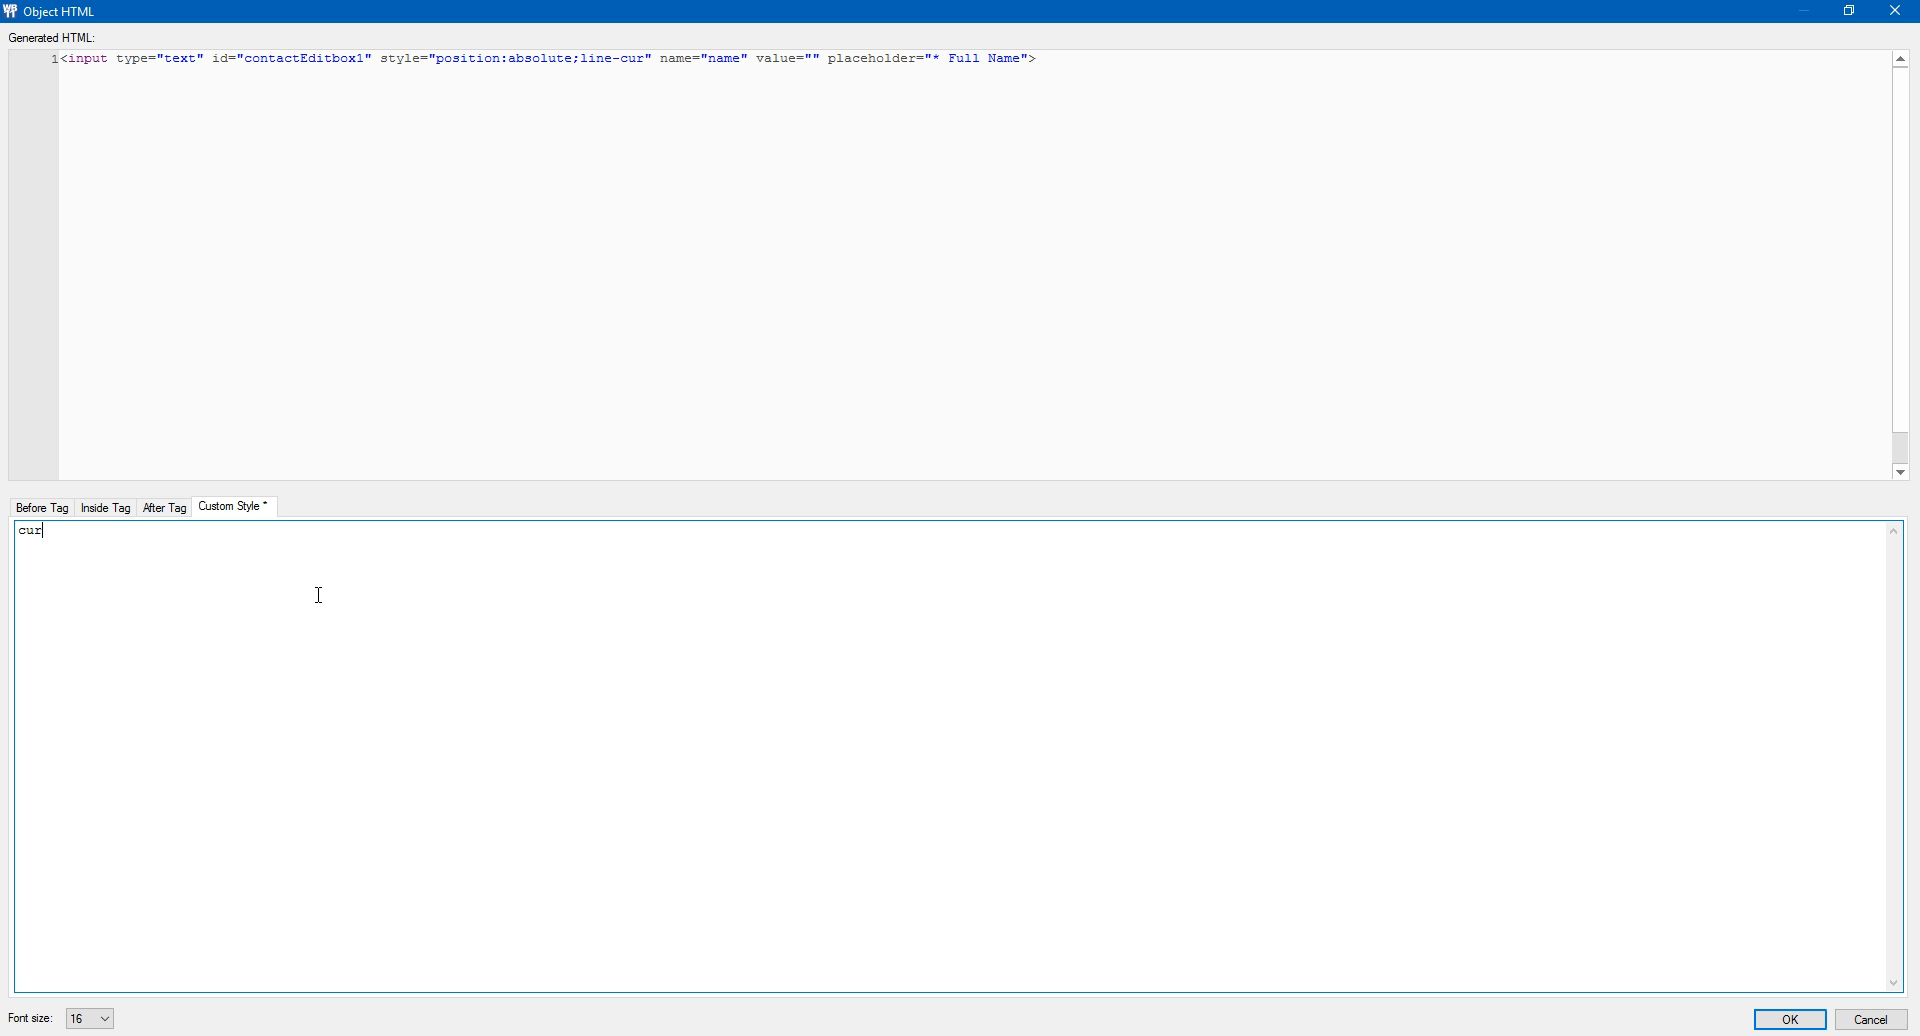 Object HTML
Generated HTML:
1<input type="text" id="contactEditbox1" style="position:absolute;line-cur" name="name" value="" placeholder="* Full Name">
Before Tag Inside Tag After Tag Custom Style *
cur
Font size: 16 OK Cancel